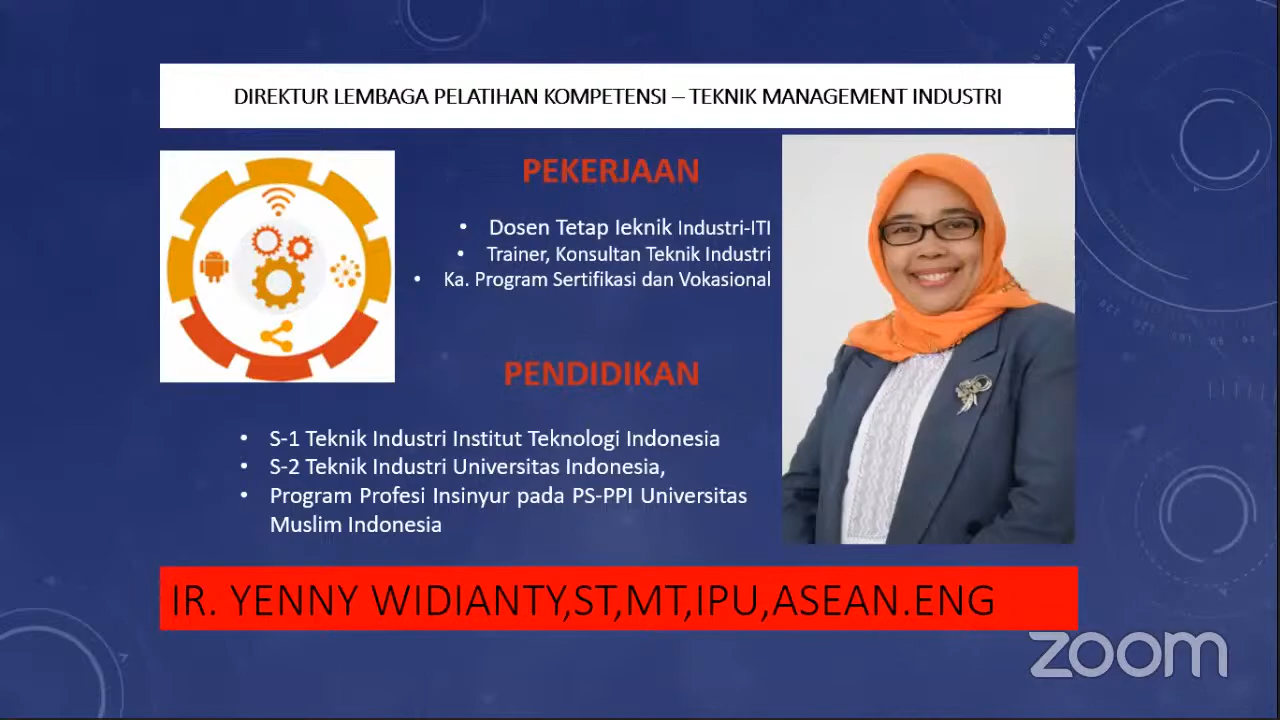 DIREKTUR LEMBAGA PELATIHAN KOMPETENSI – TEKNIK MANAGEMENT INDUSTRI
PEKERJAAN
• Dosen Tetap Ieknik Industri-ITI
• Trainer, Konsultan Teknik Industri
• Ka. Program Sertifikasi dan Vokasional
PENDIDIKAN
• S-1 Teknik Industri Institut Teknologi Indonesia
• S-2 Teknik Industri Universitas Indonesia,
• Program Profesi Insinyur pada PS-PPI Universitas
Muslim Indonesia
IR. YENNY WIDIANTY,ST,MT,IPU,ASEAN.ENG
zoom